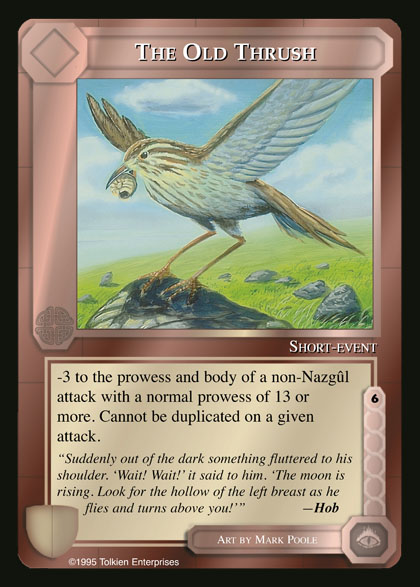 The Old Thrush
Short-event
-3 to the prowess and body of a non-Nazgûl
attack with a normal prowess of 13 or
more. Cannot be duplicated on a given
attack.
6
“Suddenly out of the dark something fluttered to his
shoulder. ‘Wait! Wait!’ it said to him. ‘The moon is
rising. Look for the hollow of the left breast as he
flies and turns above you!’” —Hob
Art by Mark Poole
©1995 Tolkien Enterprises